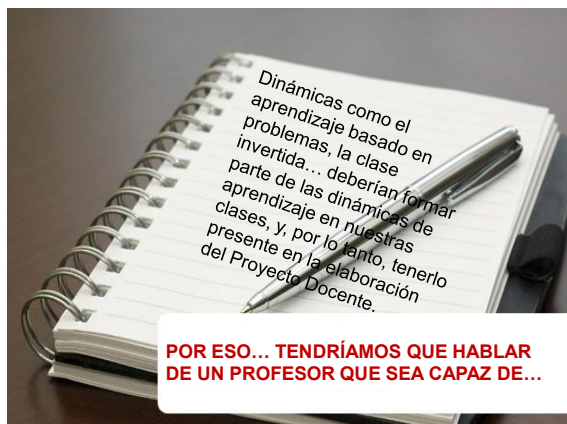 Dinámicas como el
aprendizaje basado en
problemas, la clase
invertida… deberían formar
parte de las dinámicas de
aprendizaje en nuestras
clases, y, por lo tanto, tenerlo
presente en la elaboración
del Proyecto Docente.
POR ESO… TENDRÍAMOS QUE HABLAR
DE UN PROFESOR QUE SEA CAPAZ DE…